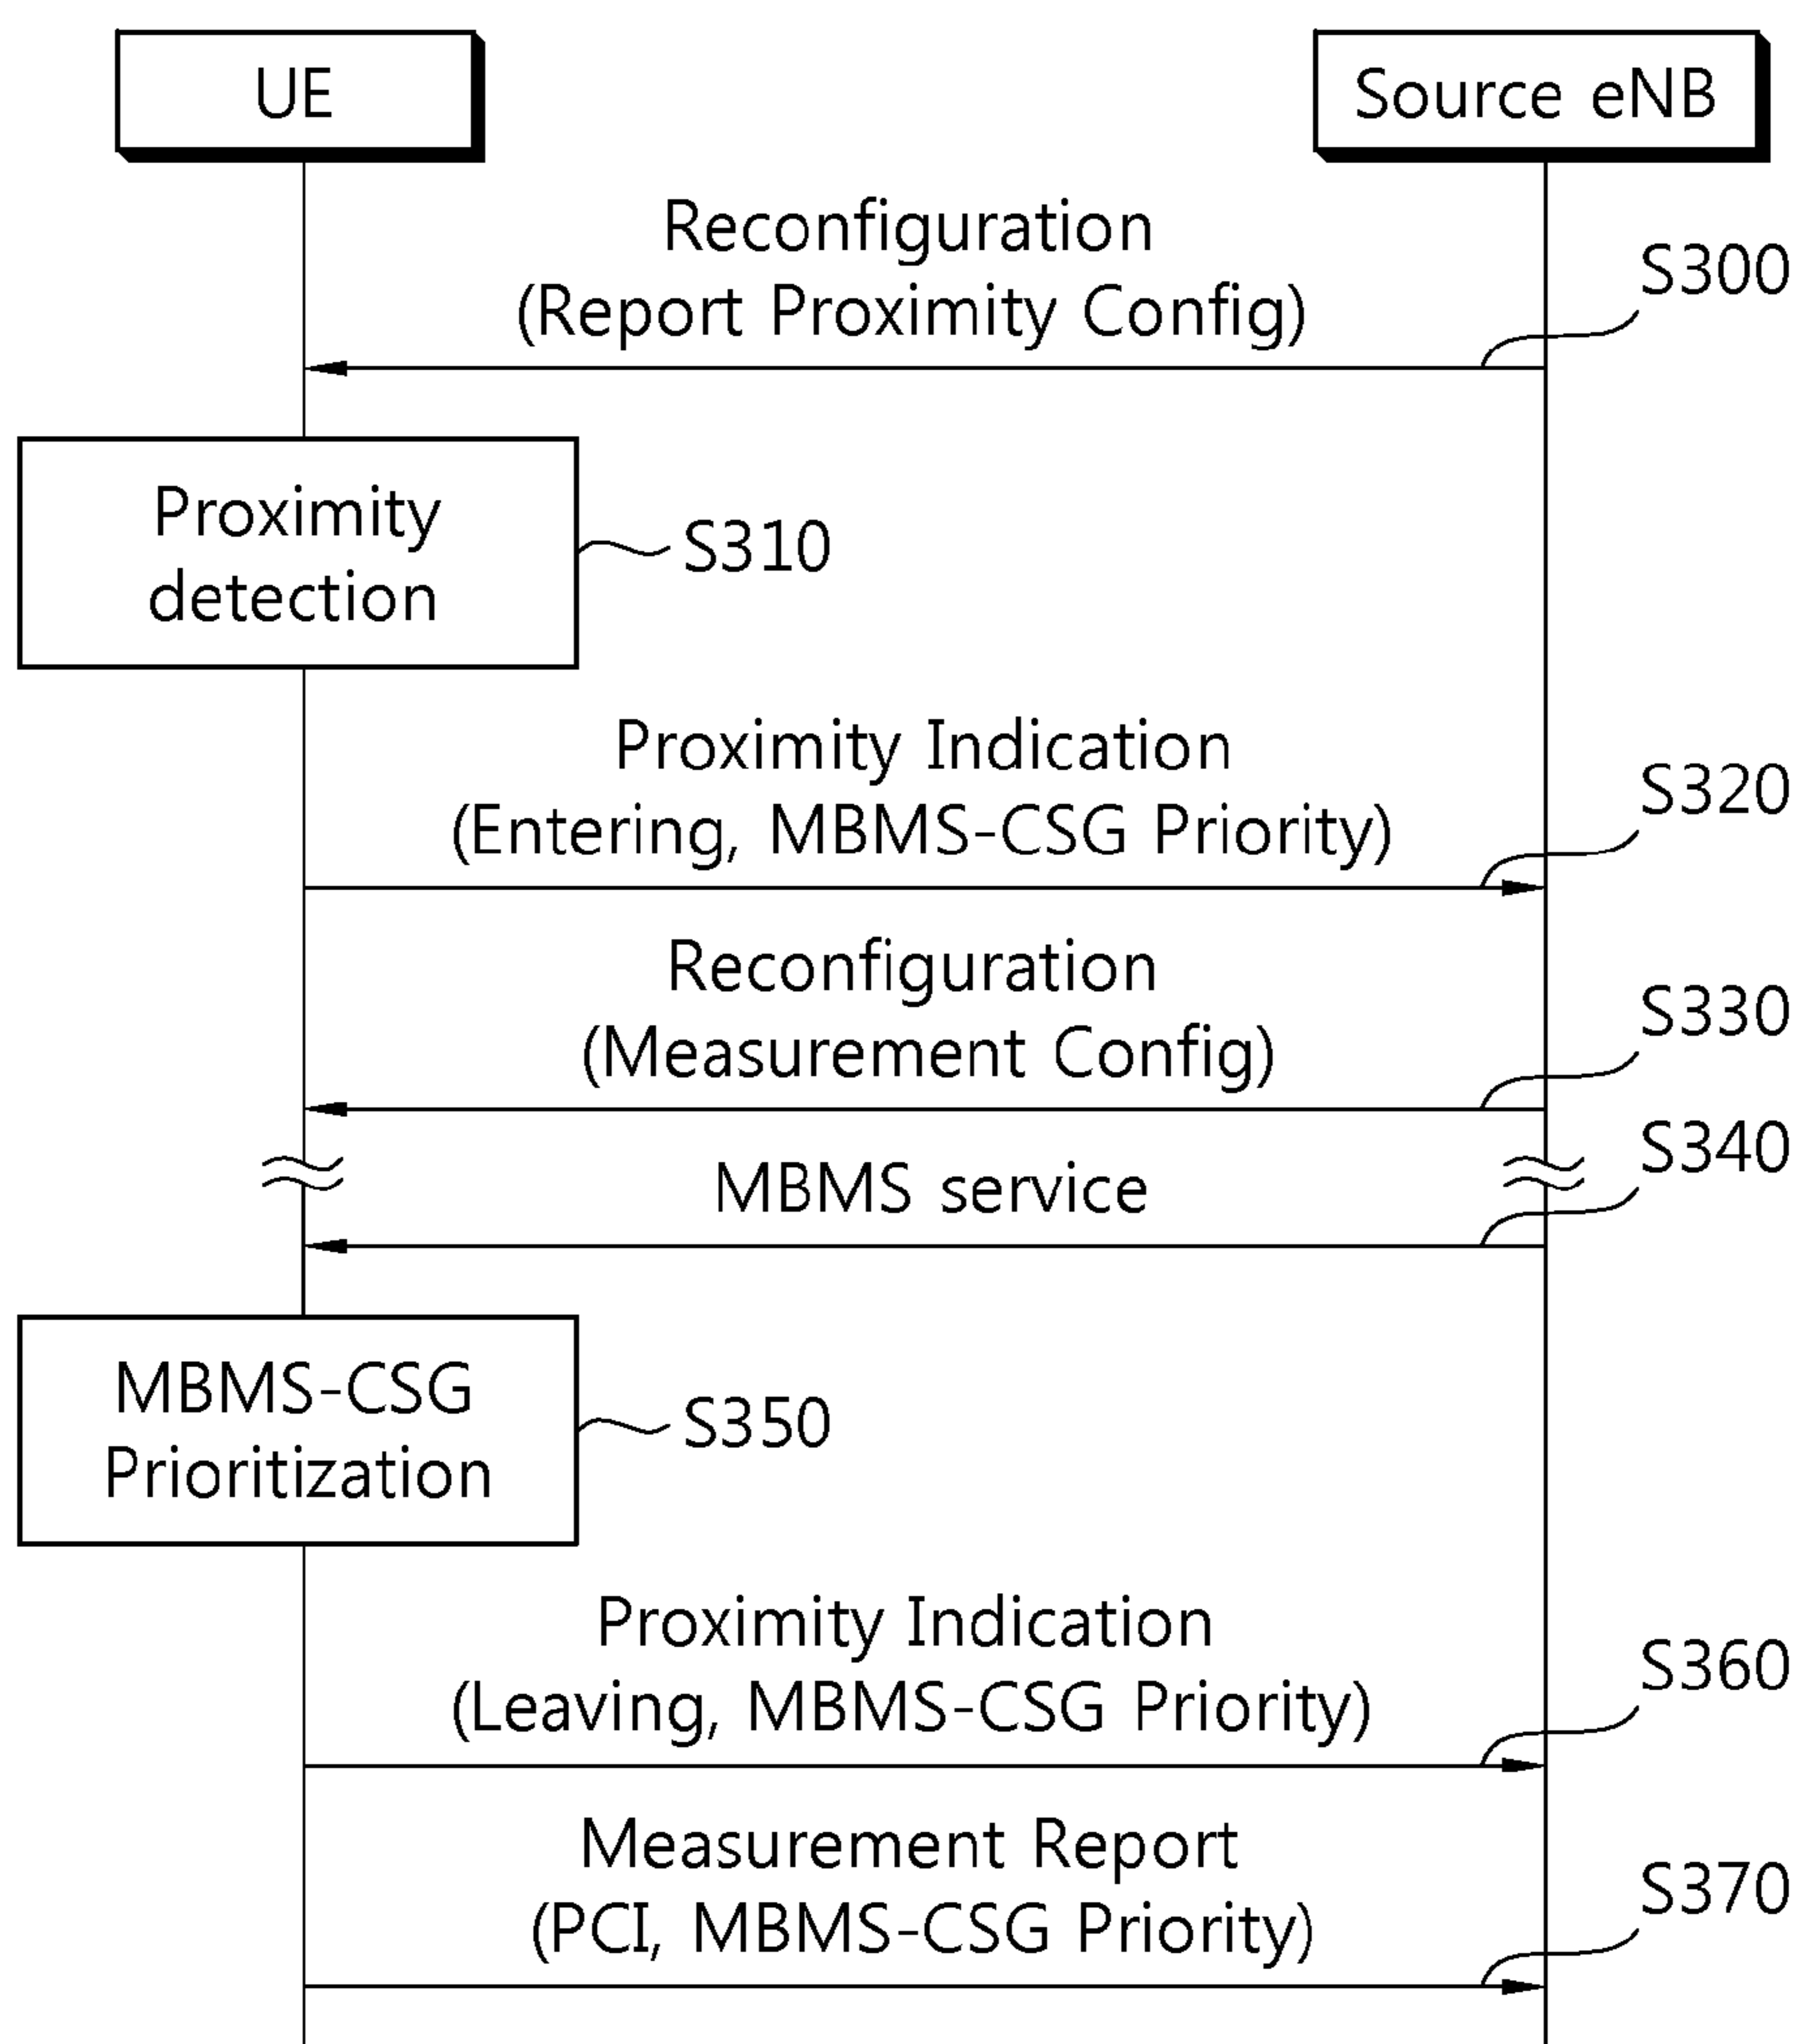 UE
Source eNB
Reconfiguration
(Report Proximity Config)
S300
Proximity
detection
S310
Proximity Indication
(Entering, MBMS-CSG Priority)
S320
Reconfiguration
(Measurement Config)
S330
MBMS service
S340
MBMS-CSG
Prioritization
S350
Proximity Indication
(Leaving, MBMS-CSG Priority)
S360
Measurement Report
(PCI, MBMS-CSG Priority)
S370